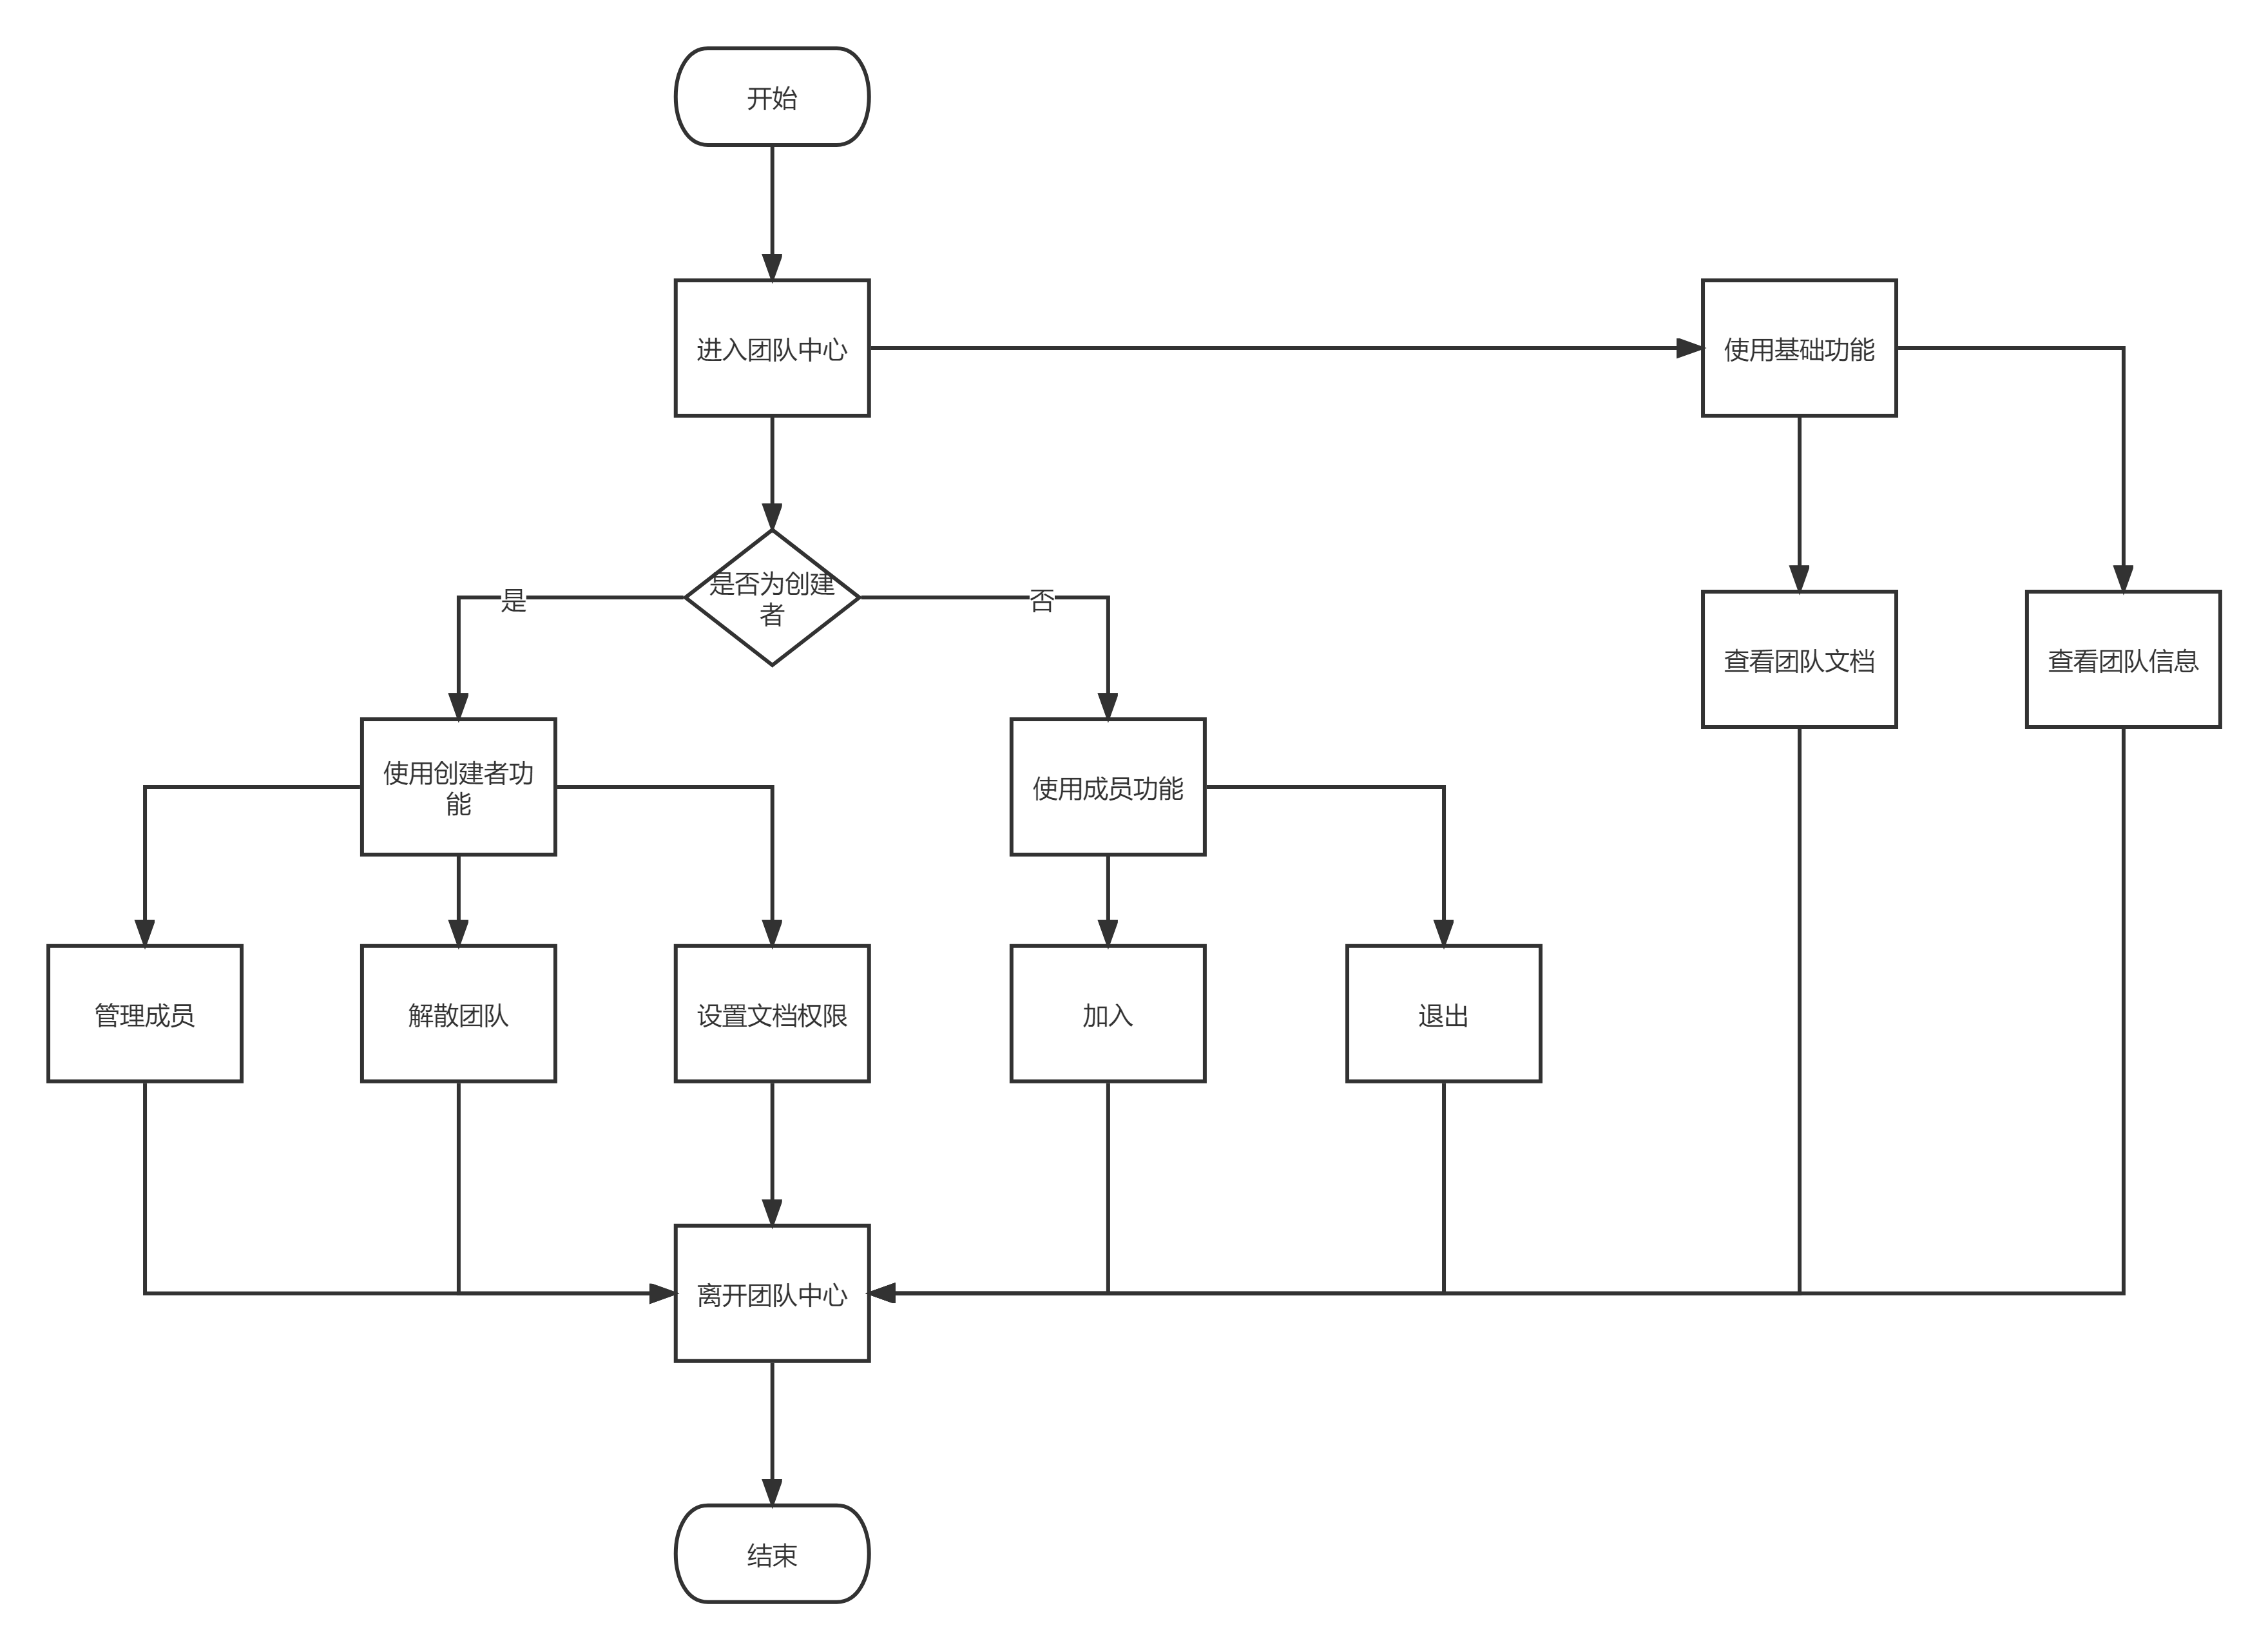 开始
进入团队中心
使用基础功能
是否为创建
者
是
否
查看团队文档
查看团队信息
使用创建者功
能
使用成员功能
管理成员
解散团队
设置文档权限
加入
退出
离开团队中心
结束